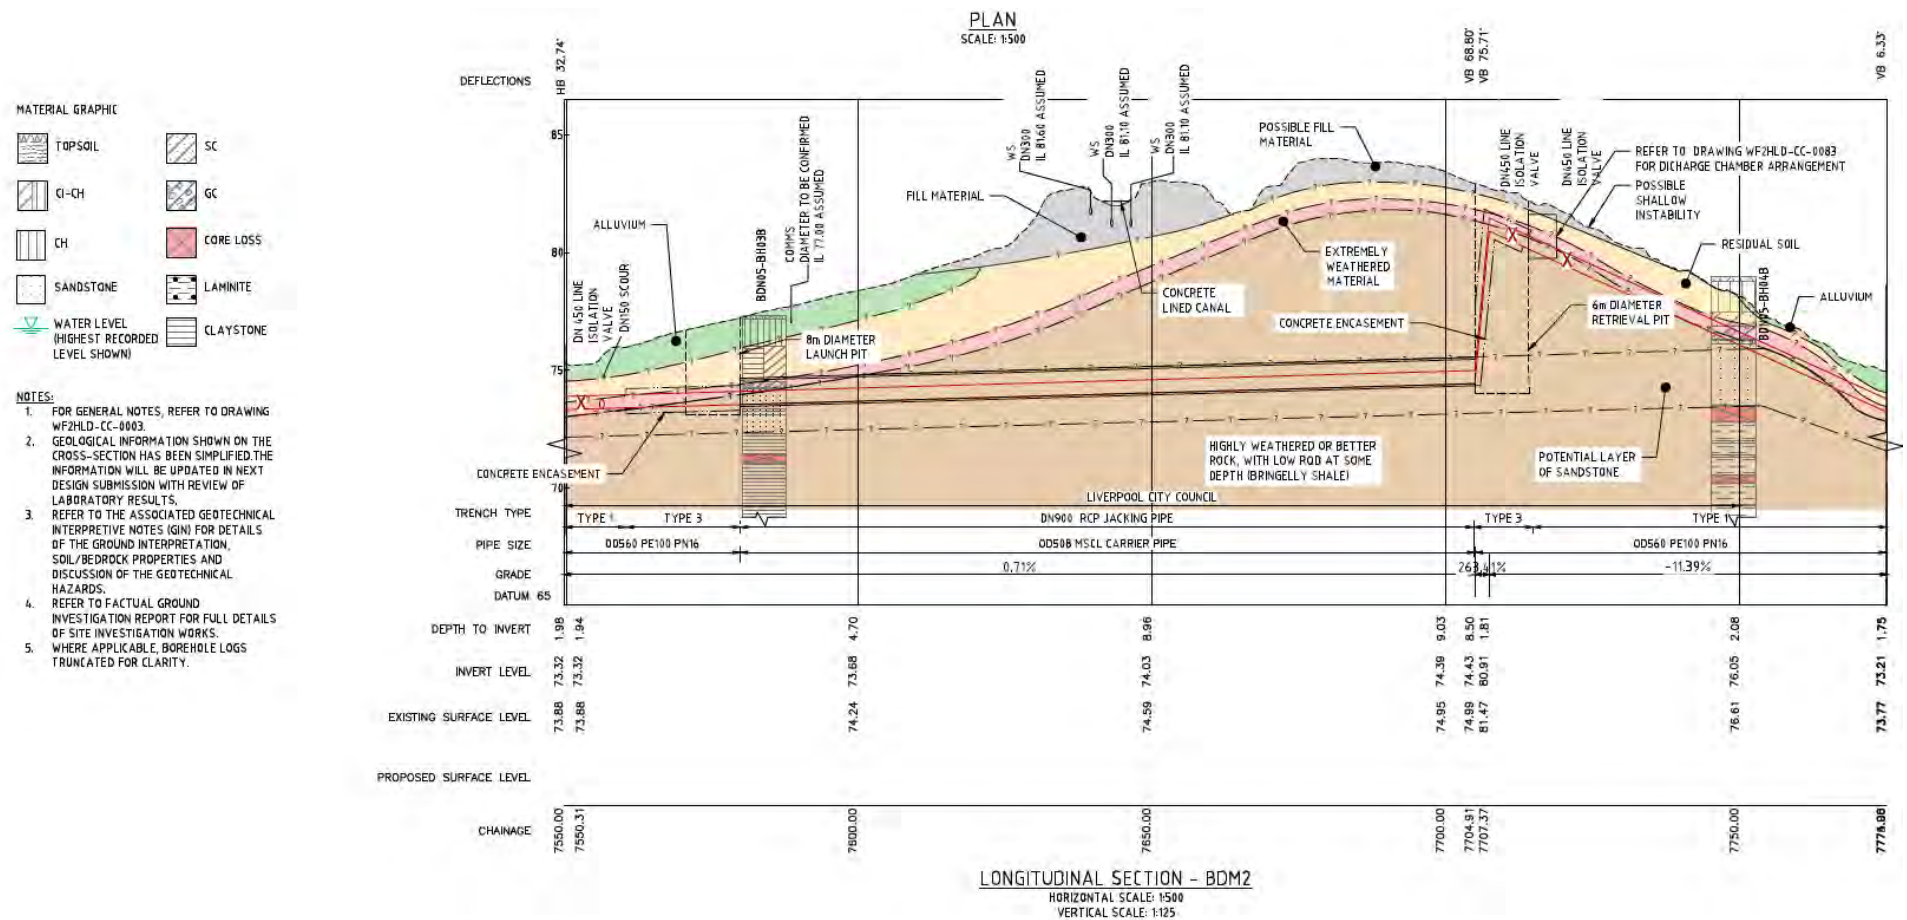 PLAN
SCALE: 1:500
MATERIAL GRAPHIC
TOPSOIL
SC
CI-CH
GC
CH
CORE LOSS
SANDSTONE
LAMINITE
WATER LEVEL
(HIGHEST RECORDED
LEVEL SHOWN)
CLAYSTONE
NOTES:
1. FOR GENERAL NOTES, REFER TO DRAWING
WF2HLD-CC-0003.
2. GEOLOGICAL INFORMATION SHOWN ON THE
CROSS-SECTION HAS BEEN SIMPLIFIED.THE
INFORMATION WILL BE UPDATED IN NEXT
DESIGN SUBMISSION WITH REVIEW OF
LABORATORY RESULTS.
3. REFER TO THE ASSOCIATED GEOTECHNICAL
INTERPRETIVE NOTES (GIN) FOR DETAILS
OF THE GROUND INTERPRETATION,
SOIL/BEDROCK PROPERTIES AND
DISCUSSION OF THE GEOTECHNICAL
HAZARDS.
4. REFER TO FACTUAL GROUND
INVESTIGATION REPORT FOR FULL DETAILS
OF SITE INVESTIGATION WORKS.
5. WHERE APPLICABLE, BOREHOLE LOGS
TRUNCATED FOR CLARITY.
DEFLECTIONS
HB 32.74'
VB 68.80'
VB 75.71'
VB 6.33'
85
80
75
70
DN 450 LINE
ISOLATION
VALVE
DN150 SCOUR
ALLUVIUM
BDN05-BH03B
COMMS
DIAMETER TO BE CONFIRMED
IL 77.00 ASSUMED
8m DIAMETER
LAUNCH PIT
FILL MATERIAL
WS
DN300
IL 81.60 ASSUMED
WS
DN300
IL 81.10 ASSUMED
WS
DN300
IL 81.10 ASSUMED
CONCRETE
LINED CANAL
POSSIBLE FILL
MATERIAL
EXTREMELY
WEATHERED
MATERIAL
CONCRETE ENCASEMENT
DN450 LINE
ISOLATION
VALVE
DN450 LINE
ISOLATION
VALVE
REFER TO DRAWING WF2HLD-CC-0083
FOR DICHARGE CHAMBER ARRANGEMENT
POSSIBLE
SHALLOW
INSTABILITY
RESIDUAL SOIL
6m DIAMETER
RETRIEVAL PIT
ALLUVIUM
CONCRETE ENCASEMENT
HIGHLY WEATHERED OR BETTER
ROCK, WITH LOW RQD AT SOME
DEPTH (BRINGELLY SHALE)
POTENTIAL LAYER
OF SANDSTONE
LIVERPOOL CITY COUNCIL
TRENCH TYPE
TYPE 1
TYPE 3
DN900 RCP JACKING PIPE
TYPE 3
TYPE 1
PIPE SIZE
OD560 PE100 PN16
OD508 MSCL CARRIER PIPE
OD560 PE100 PN16
GRADE
0.71%
263.41%
-11.39%
DATUM 65
DEPTH TO INVERT
1.98 1.94 4.70 8.96 9.03 8.50 1.81 2.08 1.75
INVERT LEVEL
73.32 73.32 73.68 74.03 74.39 74.43 80.91 76.05 73.21
EXISTING SURFACE LEVEL
73.88 73.88 74.24 74.59 74.95 74.99 81.47 76.61 73.77
PROPOSED SURFACE LEVEL
CHAINAGE
7550.00 7550.31 7600.00 7650.00 7700.00 7704.91 7707.37 7750.00
LONGITUDINAL SECTION - BDM2
HORIZONTAL SCALE: 1:500
VERTICAL SCALE: 1:125